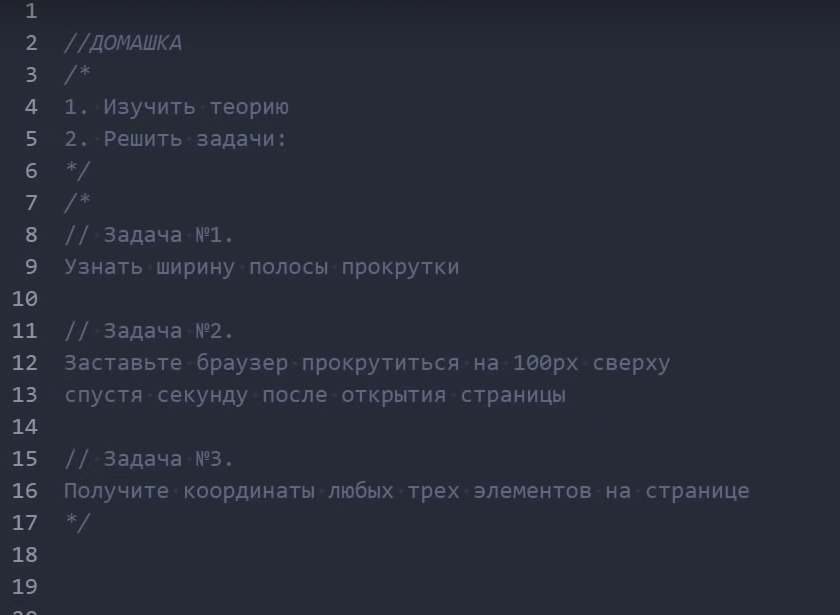 1
2 //ДОМАШКА
3 /*
4 1. Изучить теорию
5 2. Решить задачи:
6 */
7 /*
8 // Задача №1.
9 Узнать ширину полосы прокрутки
10
11 // Задача №2.
12 Заставьте браузер прокрутиться на 100px сверху
13 спустя секунду после открытия страницы
14
15 // Задача №3.
16 Получите координаты любых трех элементов на странице
17 */
18
19